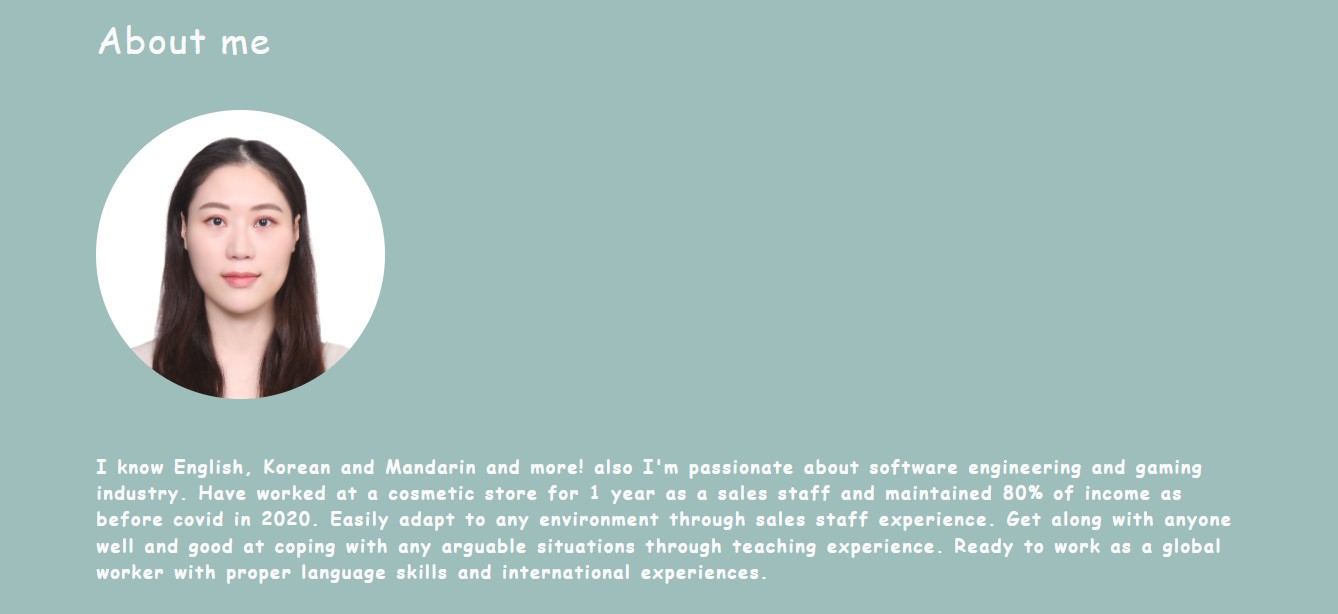 About me
I know English, Korean and Mandarin and more! also I'm passionate about software engineering and gaming
industry. Have worked at a cosmetic store for 1 year as a sales staff and maintained 80% of income as
before covid in 2020. Easily adapt to any environment through sales staff experience. Get along with anyone
well and good at coping with any arguable situations through teaching experience. Ready to work as a global
worker with proper language skills and international experiences.